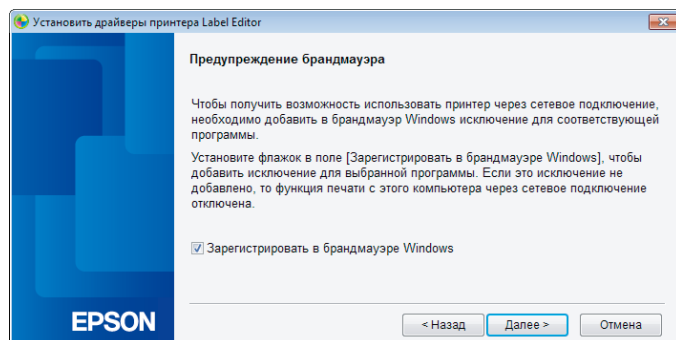 Установить драйверы принтера Label Editor
Предупреждение брандмауэра
Чтобы получить возможность использовать принтер через сетевое подключение,
необходимо добавить в брандмауэр Windows исключение для соответствующей
программы.
Установите флажок в поле [Зарегистрировать в брандмауэре Windows], чтобы
добавить исключение для выбранной программы. Если это исключение не
добавлено, то функция печати с этого компьютера через сетевое подключение
отключена.
Зарегистрировать в брандмауэре Windows
EPSON
< Назад
Далее >
Отмена